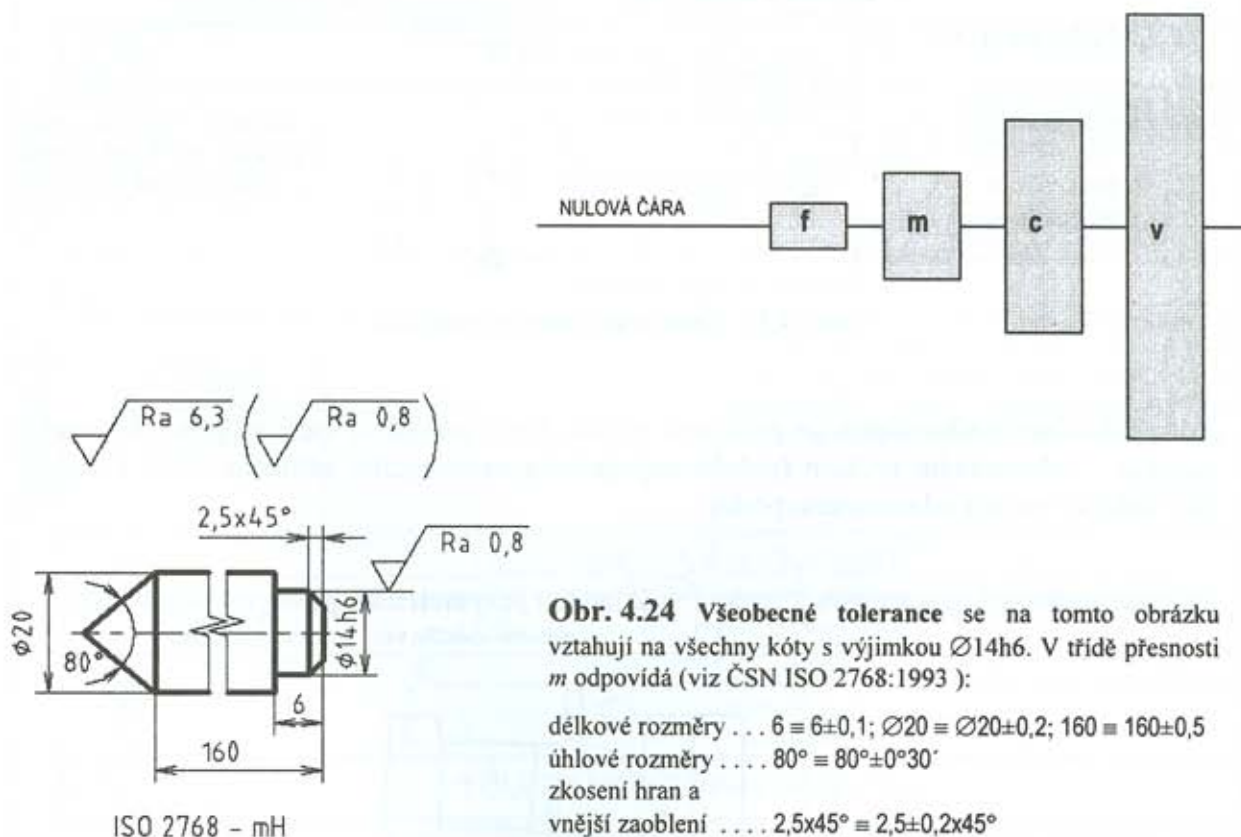 NULOVÁ ČÁRA
f
m
c
v
Ra 6,3
Ra 0,8
2,5x45°
Ra 0,8
⌀20
80°
⌀14h6
6
160
ISO 2768 - mH
Obr. 4.24 Všeobecné tolerance se na tomto obrázku
vztahují na všechny kóty s výjimkou ∅14h6. V třídě přesnosti
m odpovídá (viz ČSN ISO 2768:1993 ):
délkové rozměry . . . 6 ≡ 6±0,1; ∅20 ≡ ∅20±0,2; 160 ≡ 160±0,5
úhlové rozměry . . . . 80° ≡ 80°±0°30´
zkosení hran a
vnější zaoblení . . . . 2,5x45° ≡ 2,5±0,2x45°